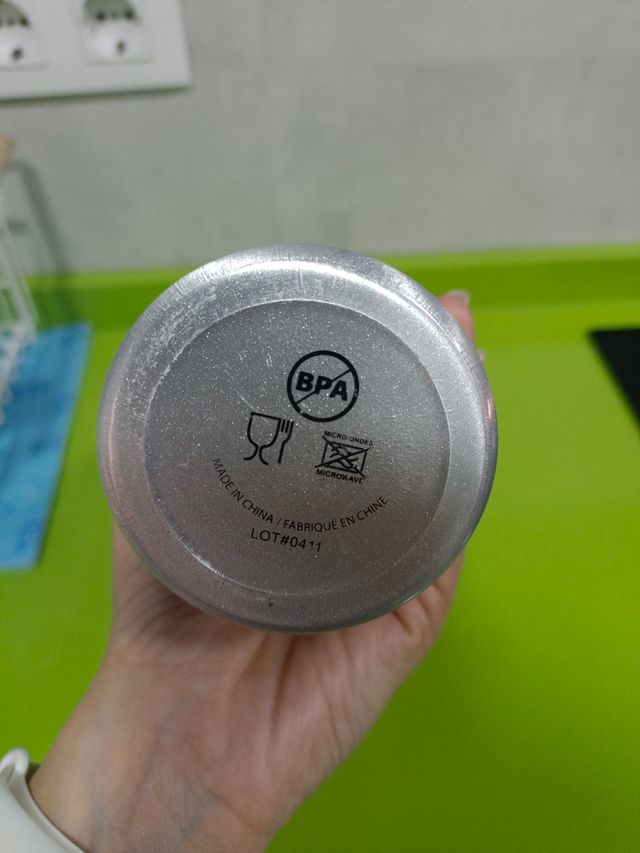 BPA
MICRO-ONDES
MICROWAVE
MADE IN CHINA / FABRIQUÉ EN CHINE
LOT#0411